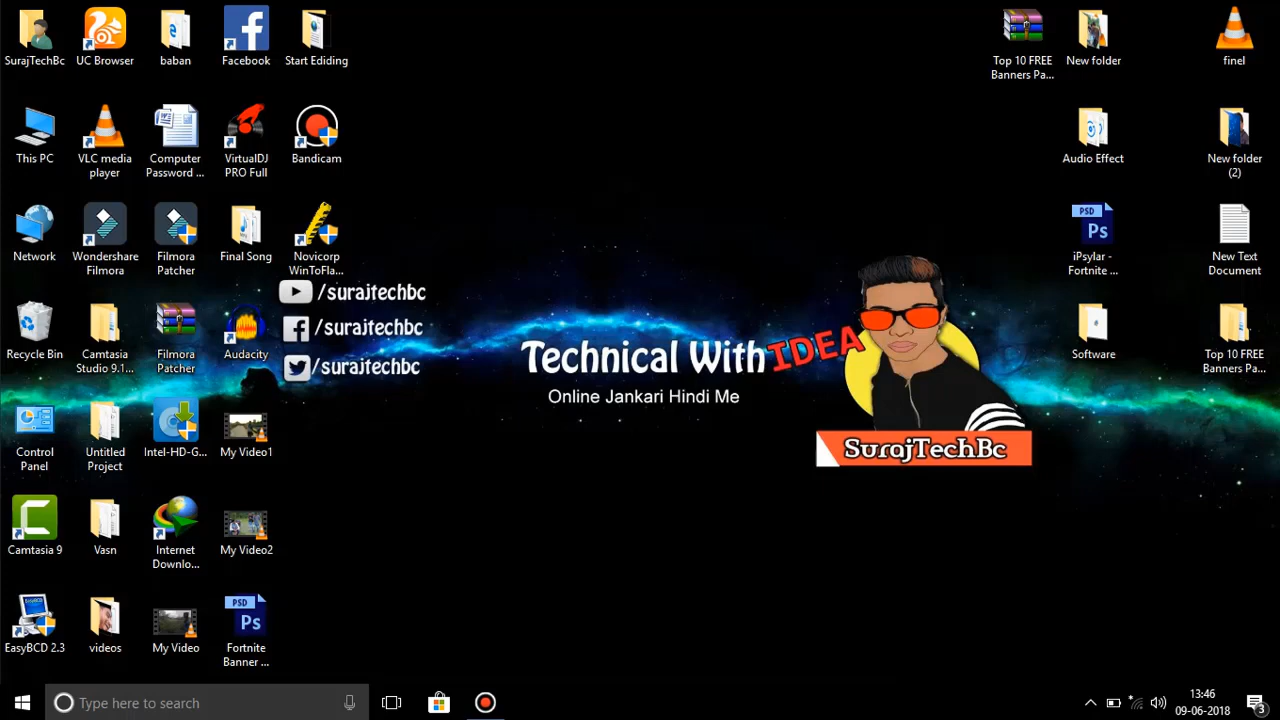 SurajTechBc
UC Browser
baban
Facebook
Start Ediding
Top 10 FREE
Banners Pa...
New folder
finel
This PC
VLC media
player
Computer
Password ...
VirtualDJ
PRO Full
Bandicam
Audio Effect
New folder
(2)
Network
Wondershare
Filmora
Filmora
Patcher
Final Song
Novicorp
WinToFla...
PSD
Ps
iPsylar -
Fortnite ...
New Text
Document
/surajtechbc
/surajtechbc
/surajtechbc
Recycle Bin
Camtasia
Studio 9.1...
Filmora
Patcher
Audacity
Technical With IDEA
Online Jankari Hindi Me
SurajTechBc
Software
Top 10 FREE
Banners Pa...
Control
Panel
Untitled
Project
Intel-HD-G...
My Video1
Camtasia 9
Vasn
Internet
Downlo...
My Video2
EasyBCD 2.3
videos
My Video
PSD
Ps
Fortnite
Banner ...
Type here to search
13:46
09-06-2018
3